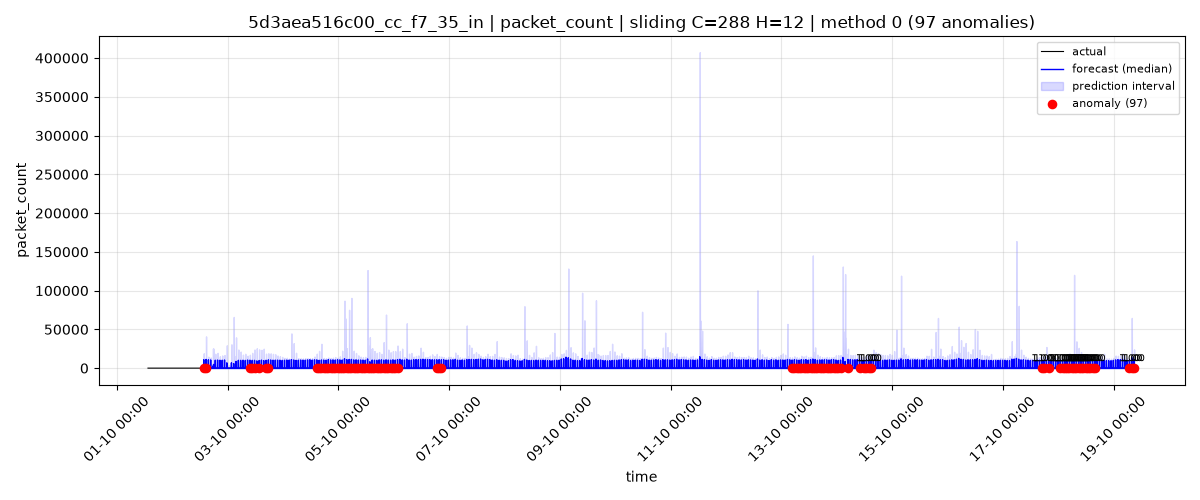 5d3aea516c00_cc_f7_35_in | packet_count | sliding C=288 H=12 | method 0 (97 anomalies)
actual
forecast (median)
prediction interval
anomaly (97)
packet_count
400000
350000
300000
250000
200000
150000
100000
50000
0
01-10 00:00
03-10 00:00
05-10 00:00
07-10 00:00
09-10 00:00
11-10 00:00
13-10 00:00
15-10 00:00
17-10 00:00
19-10 00:00
time